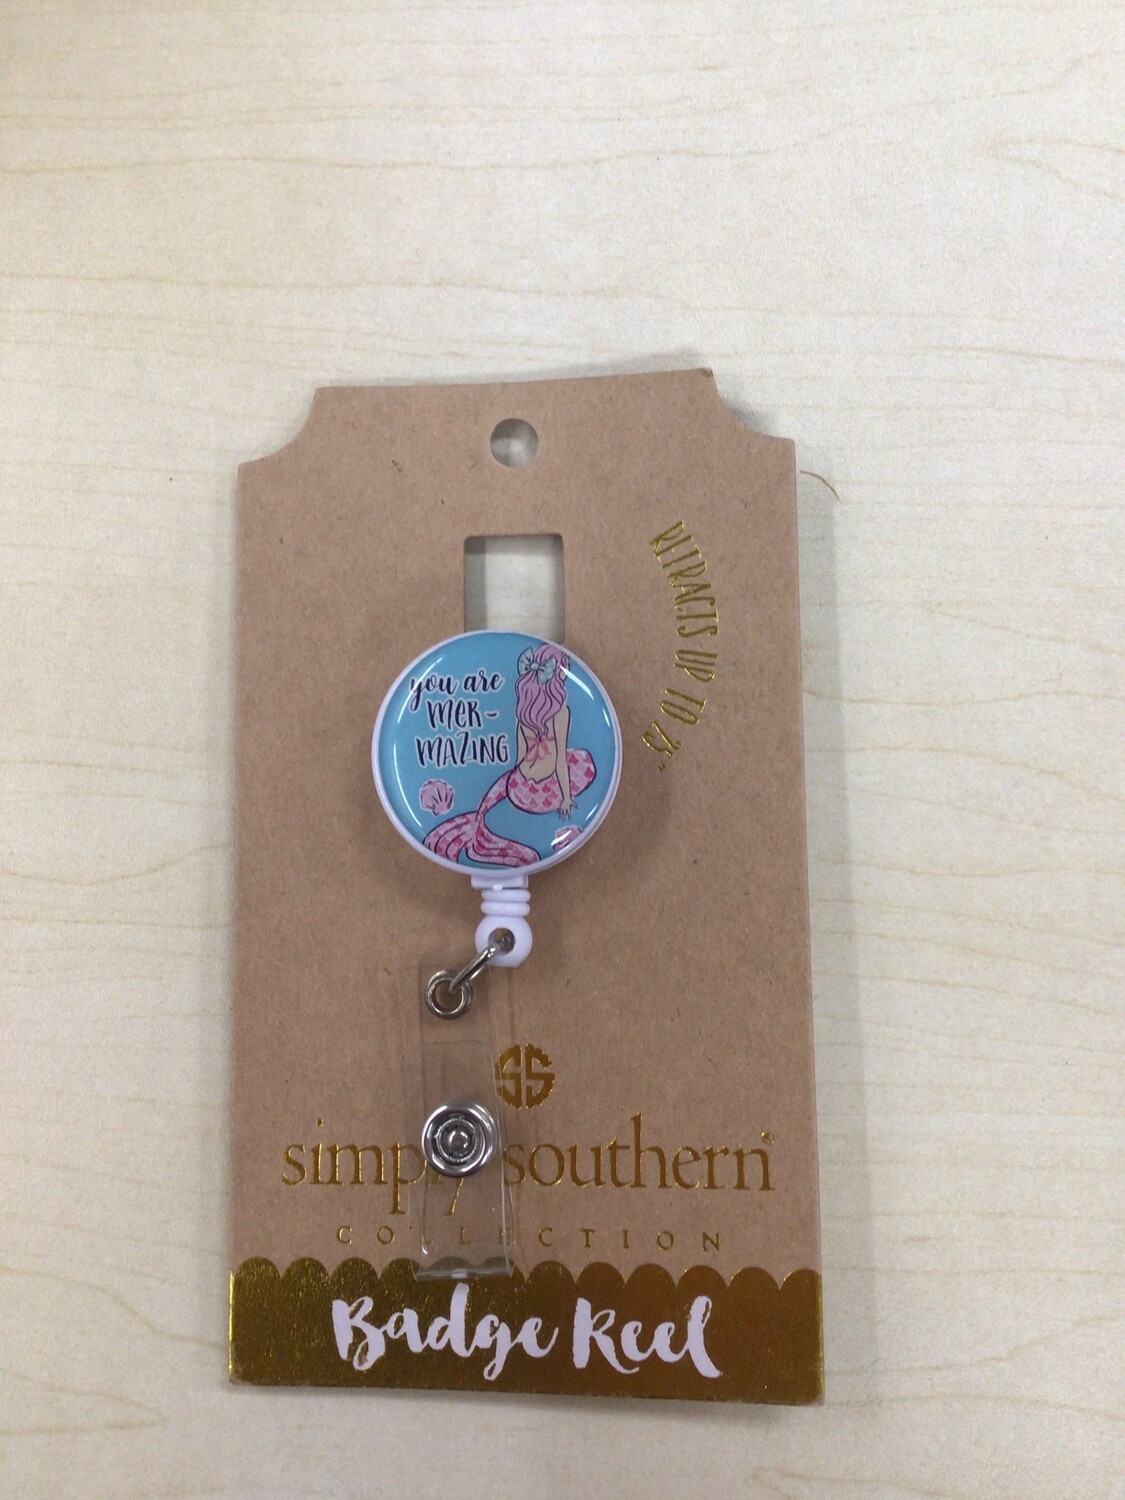 RETRACTS UP TO 25"
you are
MER-
MAZING
SS
simply southern®
COLLECTION
Badge Reel